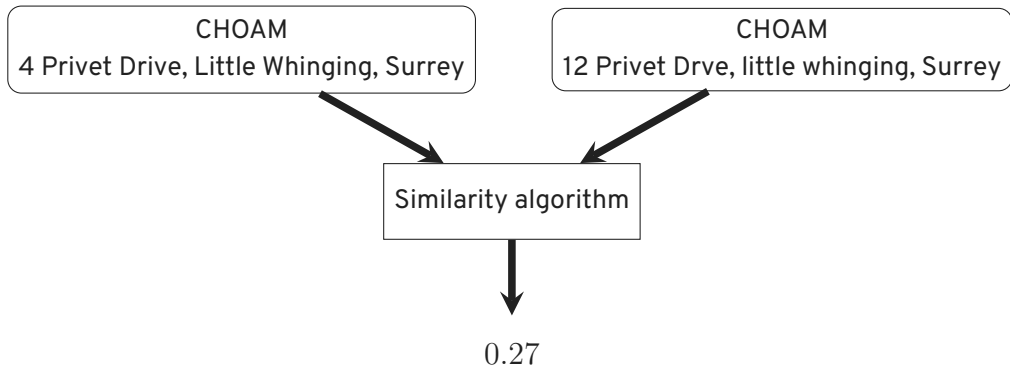 CHOAM
4 Privet Drive, Little Whinging, Surrey
CHOAM
12 Privet Drve, little whinging, Surrey
Similarity algorithm
0.27